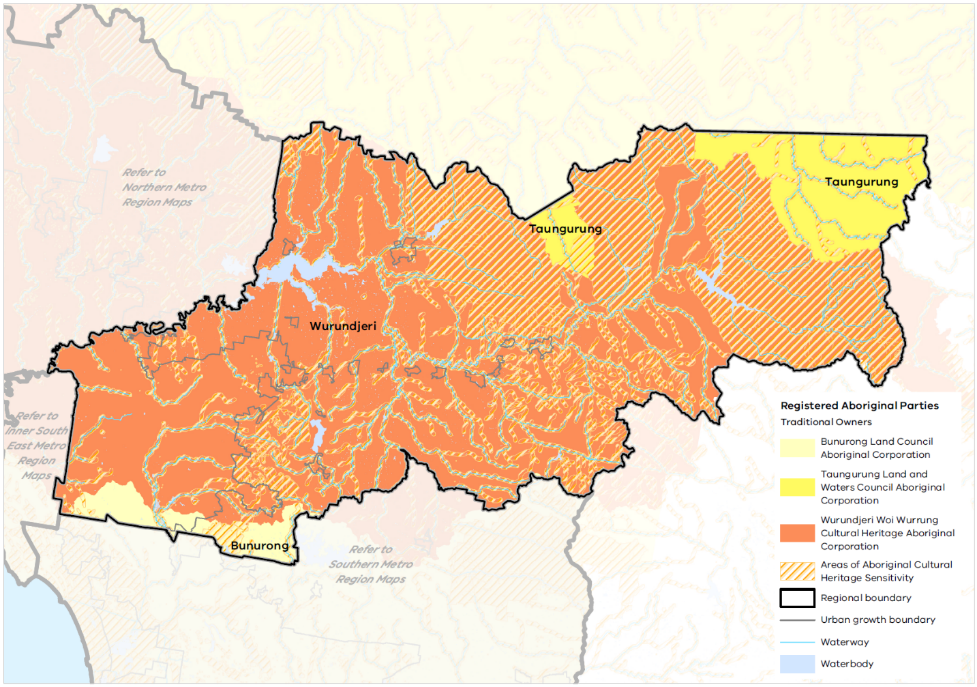 Refer to
Northern Metro
Region Maps
Taungurung
Taungurung
Wurundjeri
Refer to
Inner South
East Metro
Region
Maps
Bunurong
Refer to
Southern Metro
Region Maps
Registered Aboriginal Parties
Traditional Owners
Bunurong Land Council
Aboriginal Corporation
Taungurung Land and
Waters Council Aboriginal
Corporation
Wurundjeri Woi Wurrung
Cultural Heritage Aboriginal
Corporation
Areas of Aboriginal Cultural
Heritage Sensitivity
Regional boundary
Urban growth boundary
Waterway
Waterbody